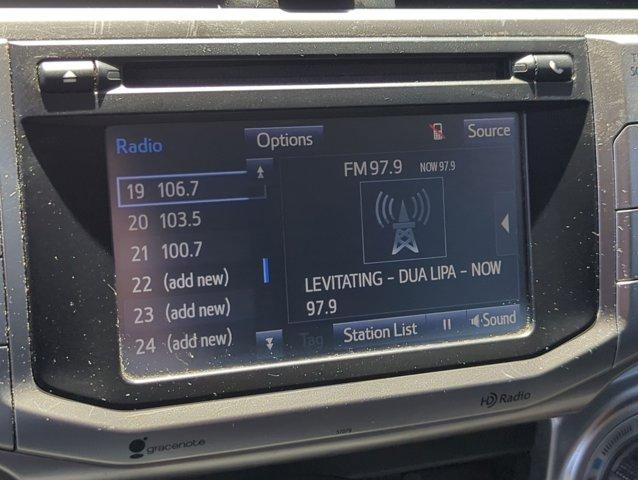 Radio
Options
Source
19 106.7
20 103.5
21 100.7
22 (add new)
23 (add new)
24 (add new)
FM 97.9 NOW 97.9
LEVITATING - DUA LIPA - NOW
97.9
Tag
Station List
Sound
HD Radio
gracenote